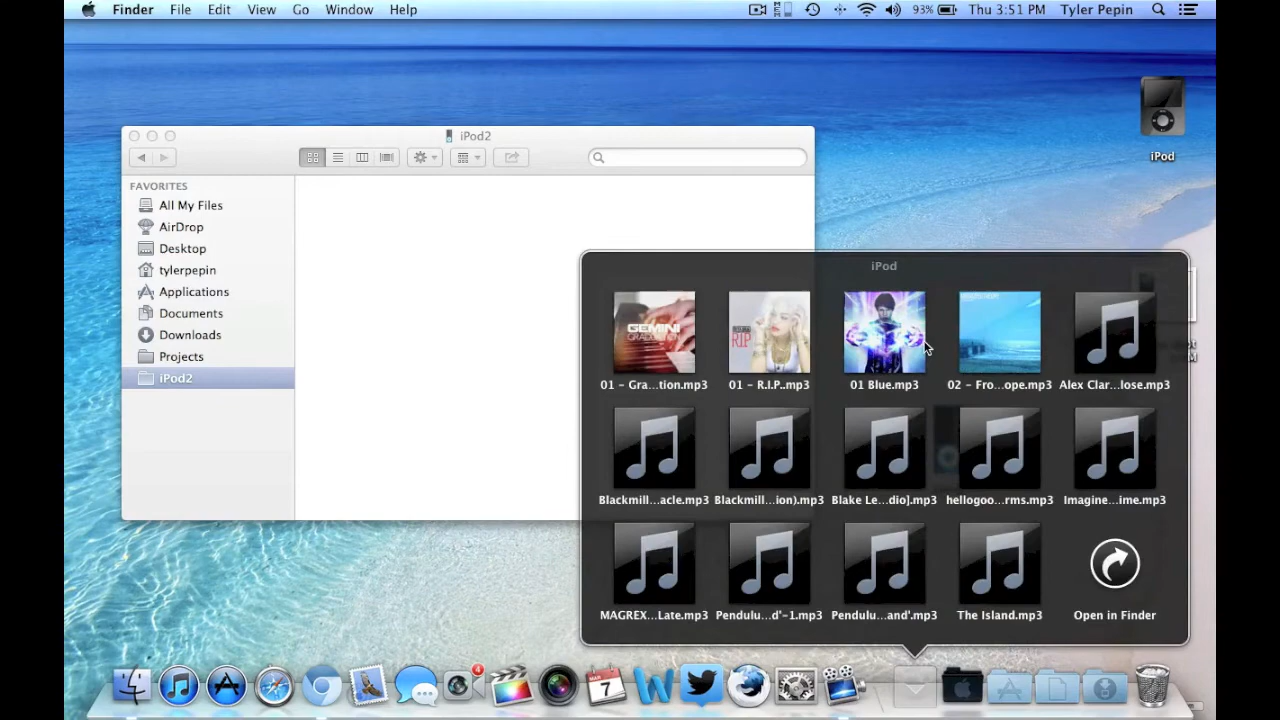 Finder File Edit View Go Window Help 93% Thu 3:51 PM Tyler Pepin
iPod
iPod2
FAVORITES
All My Files
AirDrop
Desktop
tylerpepin
Applications
Documents
Downloads
Projects
iPod2
iPod
GEMINI
RIP
01 - Gra...tion.mp3 01 - R.I.P..mp3 01 Blue.mp3 02 - Fro...ope.mp3 Alex Clar...lose.mp3
Blackmill...acle.mp3 Blackmill...ion).mp3 Blake Le...dio].mp3 hellogoo...rms.mp3 Imagine...ime.mp3
MAGREX...Late.mp3 Pendulu...d'-1.mp3 Pendulu...and'.mp3 The Island.mp3 Open in Finder
4
7